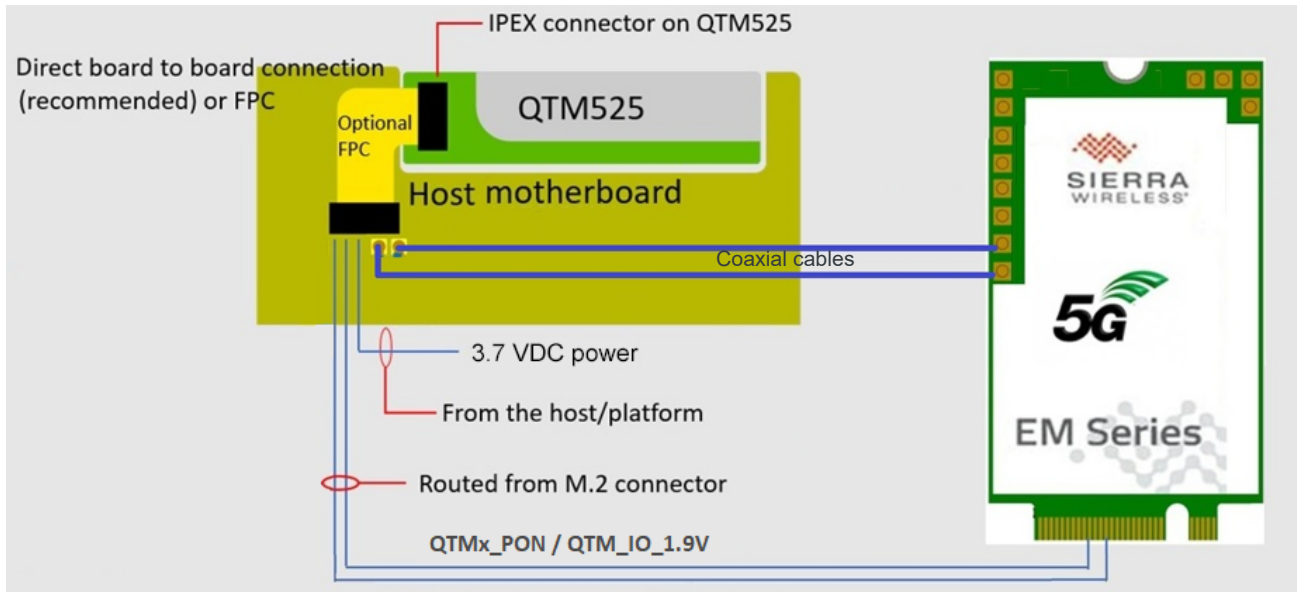 IPEX connector on QTM525
Direct board to board connection
(recommended) or FPC
QTM525
Optional
FPC
Host motherboard
SIERRA
WIRELESS®
Coaxial cables
5G
3.7 VDC power
From the host/platform
EM Series
Routed from M.2 connector
QTMx_PON / QTM_IO_1.9V